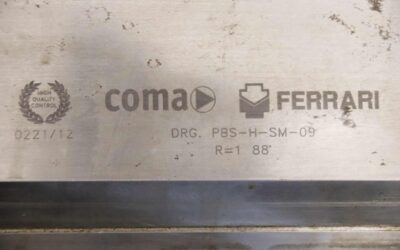 HIGH
QUALITY
CONTROL
coma
FERRARI
0221/12
DRG. PBS-H-SM-09
R=1 88°